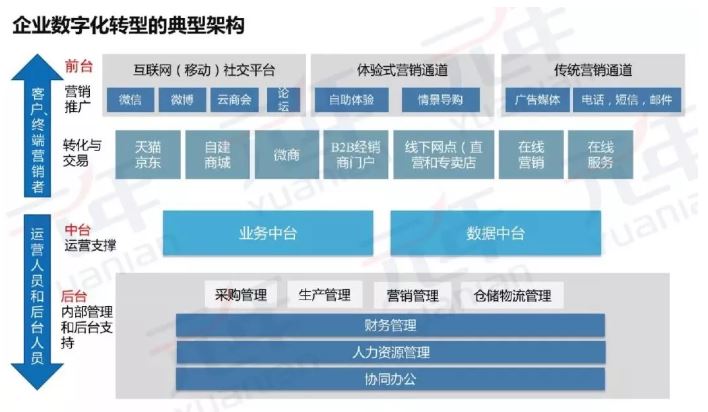 企业数字化转型的典型架构
客户、终端营销者
前台
营销
推广
互联网（移动）社交平台
微信
微博
云商会
论
坛
体验式营销通道
自助体验
情景导购
传统营销通道
广告媒体
电话，短信，邮件
转化与
交易
天猫
京东
自建
商城
微商
B2B经销
商门户
线下网点（直
营和专卖店
在线
营销
在线
服务
运营人员和后台人员
中台
运营支撑
业务中台
数据中台
后台
内部管理
和后台支
持
采购管理
生产管理
营销管理
仓储物流管理
财务管理
人力资源管理
协同办公
元年
yuanian